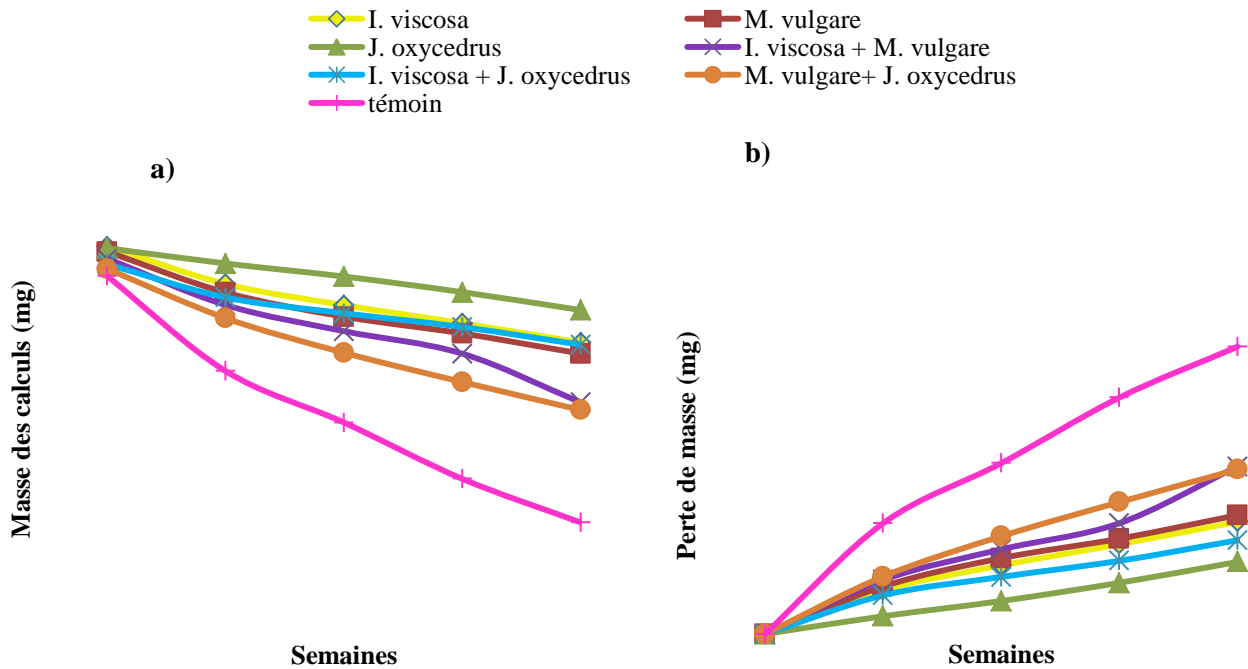 I. viscosa
M. vulgare
J. oxycedrus
I. viscosa + M. vulgare
I. viscosa + J. oxycedrus
M. vulgare+ J. oxycedrus
témoin
a)
b)
Masse des calculs (mg)
Semaines
Perte de masse (mg)
Semaines